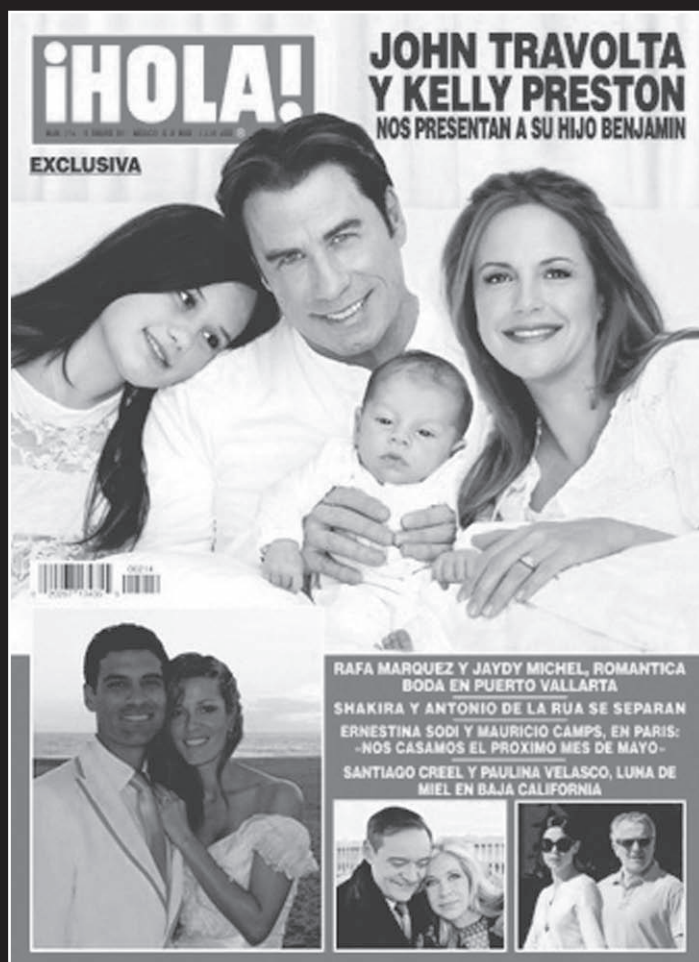 ¡HOLA!
EXCLUSIVA
JOHN TRAVOLTA
Y KELLY PRESTON
NOS PRESENTAN A SU HIJO BENJAMIN
00214
RAFA MARQUEZ Y JAYDY MICHEL, ROMANTICA
BODA EN PUERTO VALLARTA
SHAKIRA Y ANTONIO DE LA RUA SE SEPARAN
ERNESTINA SODI Y MAURICIO CAMPS, EN PARIS:
«NOS CASAMOS EL PROXIMO MES DE MAYO»
SANTIAGO CREEL Y PAULINA VELASCO, LUNA DE
MIEL EN BAJA CALIFORNIA